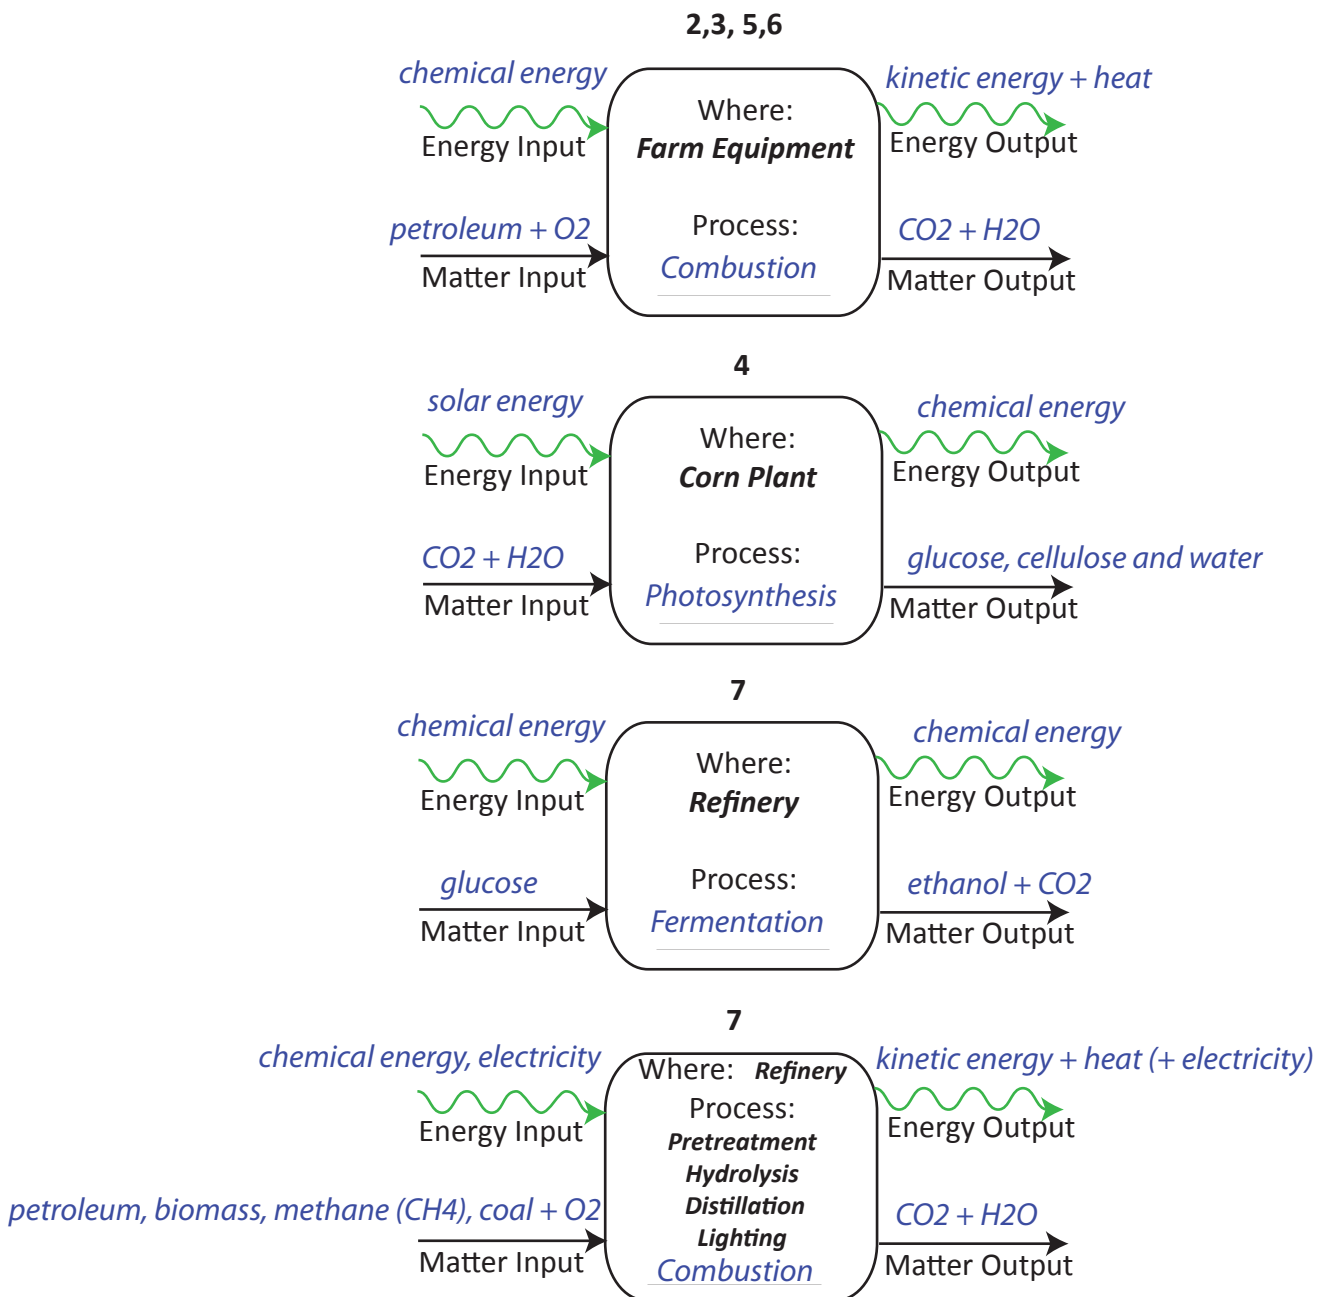 2,3, 5,6
chemical energy
kinetic energy + heat
Where:
Energy Input
Farm Equipment
Energy Output
petroleum + O2
Process:
CO2 + H2O
Matter Input
Combustion
Matter Output
4
solar energy
chemical energy
Where:
Energy Input
Corn Plant
Energy Output
CO2 + H2O
Process:
glucose, cellulose and water
Matter Input
Photosynthesis
Matter Output
7
chemical energy
chemical energy
Where:
Energy Input
Refinery
Energy Output
glucose
Process:
ethanol + CO2
Matter Input
Fermentation
Matter Output
7
chemical energy, electricity
kinetic energy + heat (+ electricity)
Where: Refinery
Process:
Energy Input
Energy Output
Pretreatment
Hydrolysis
Distillation
Lighting
petroleum, biomass, methane (CH4), coal + O2
CO2 + H2O
Matter Input
Combustion
Matter Output